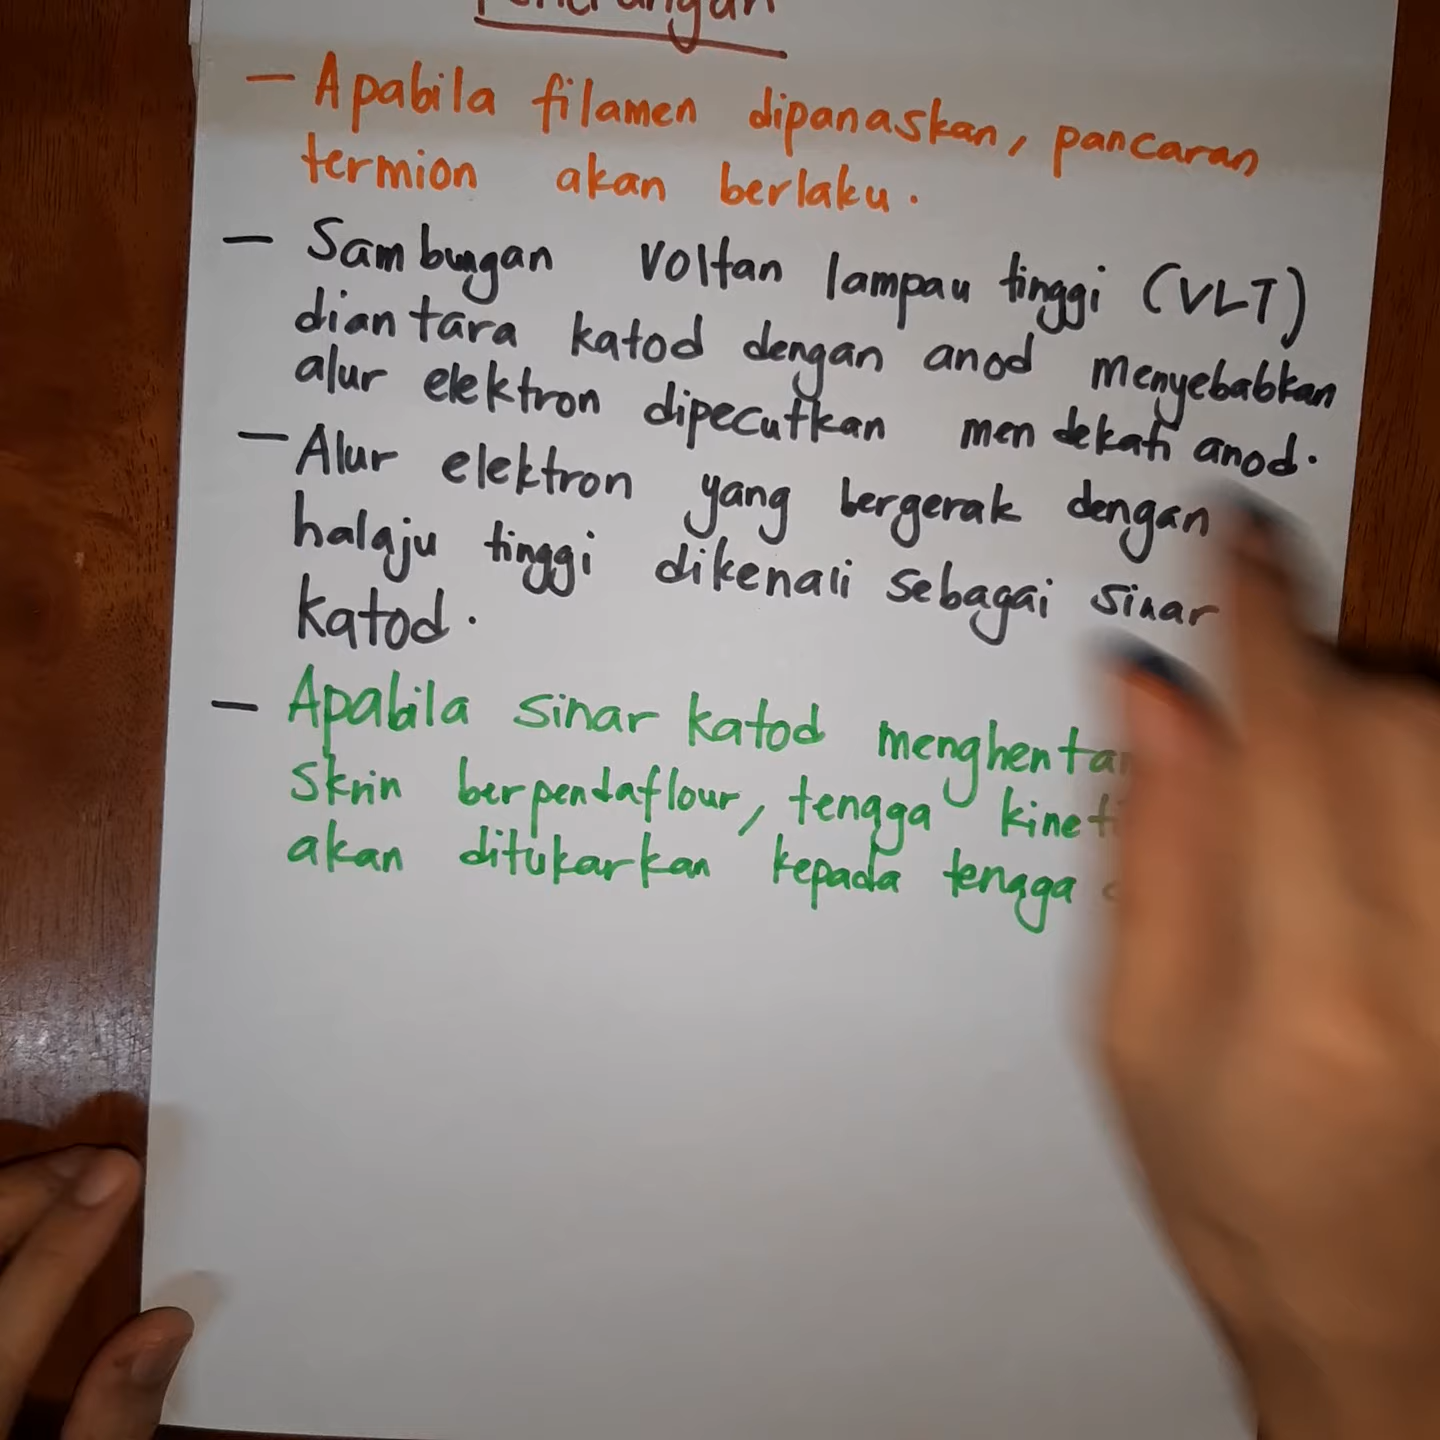 Penerangan
- Apabila filamen dipanaskan, pancaran
termion akan berlaku.
- Sambungan voltan lampau tinggi (VLT)
diantara katod dengan anod menyebabkan
alur elektron dipecutkan mendekati anod.
- Alur elektron yang bergerak dengan
halaju tinggi dikenali sebagai sinar
katod.
- Apabila sinar katod
skrin berpendaflour, tenaga
akan ditukarkan kepada tenaga